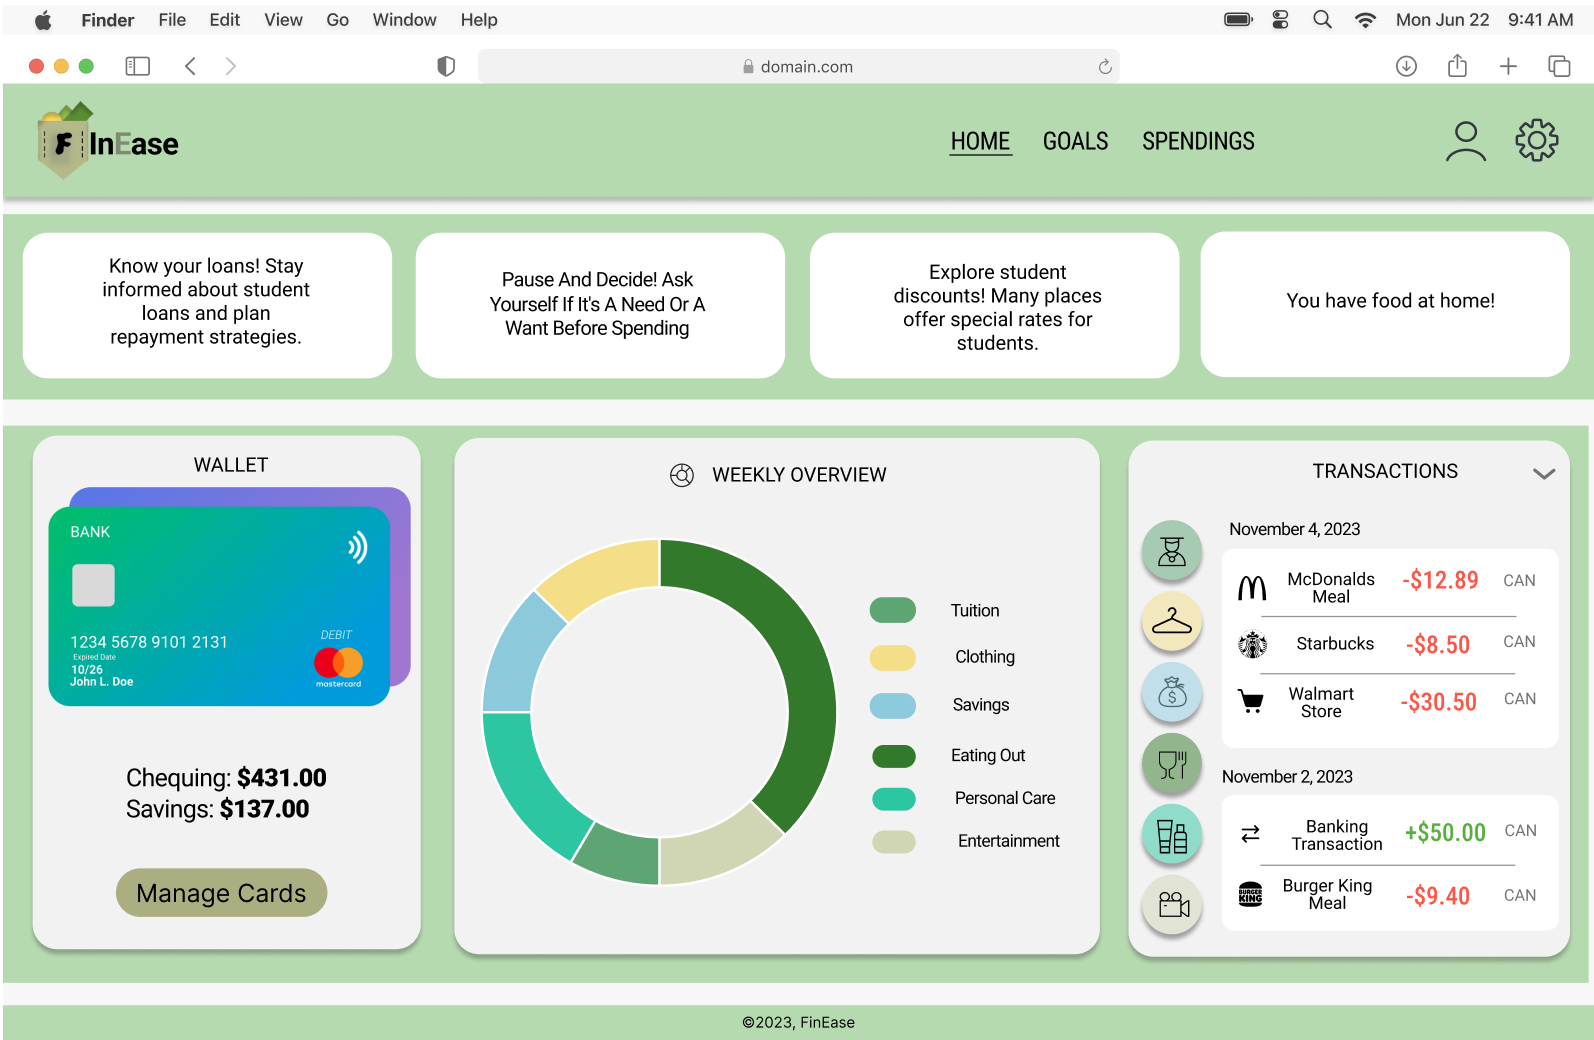 Finder File Edit View Go Window Help Mon Jun 22 9:41 AM
domain.com
F InEase
HOME GOALS SPENDINGS
Know your loans! Stay
informed about student
loans and plan
repayment strategies.
Pause And Decide! Ask
Yourself If It's A Need Or A
Want Before Spending
Explore student
discounts! Many places
offer special rates for
students.
You have food at home!
WALLET
BANK
1234 5678 9101 2131
Expired Date
10/26
John L. Doe
DEBIT
mastercard
Chequing: $431.00
Savings: $137.00
Manage Cards
WEEKLY OVERVIEW
Tuition
Clothing
Savings
Eating Out
Personal Care
Entertainment
TRANSACTIONS
November 4, 2023
McDonalds
Meal
-$12.89 CAN
Starbucks -$8.50 CAN
Walmart
Store
-$30.50 CAN
November 2, 2023
Banking
Transaction
+$50.00 CAN
BURGER
KING
Burger King
Meal
-$9.40 CAN
$
©2023, FinEase